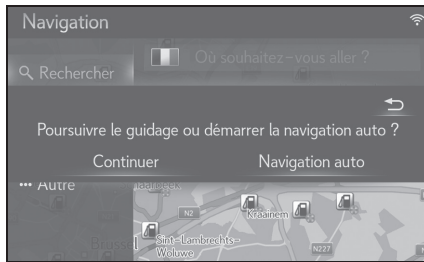 Navigation
Où souhaitez-vous aller ?
Rechercher
Poursuivre le guidage ou démarrer la navigation auto ?
Continuer
Navigation auto
••• Autre
N2
Kraainem
Brussel
Sint-Lambrechts-
Woluwe
N227